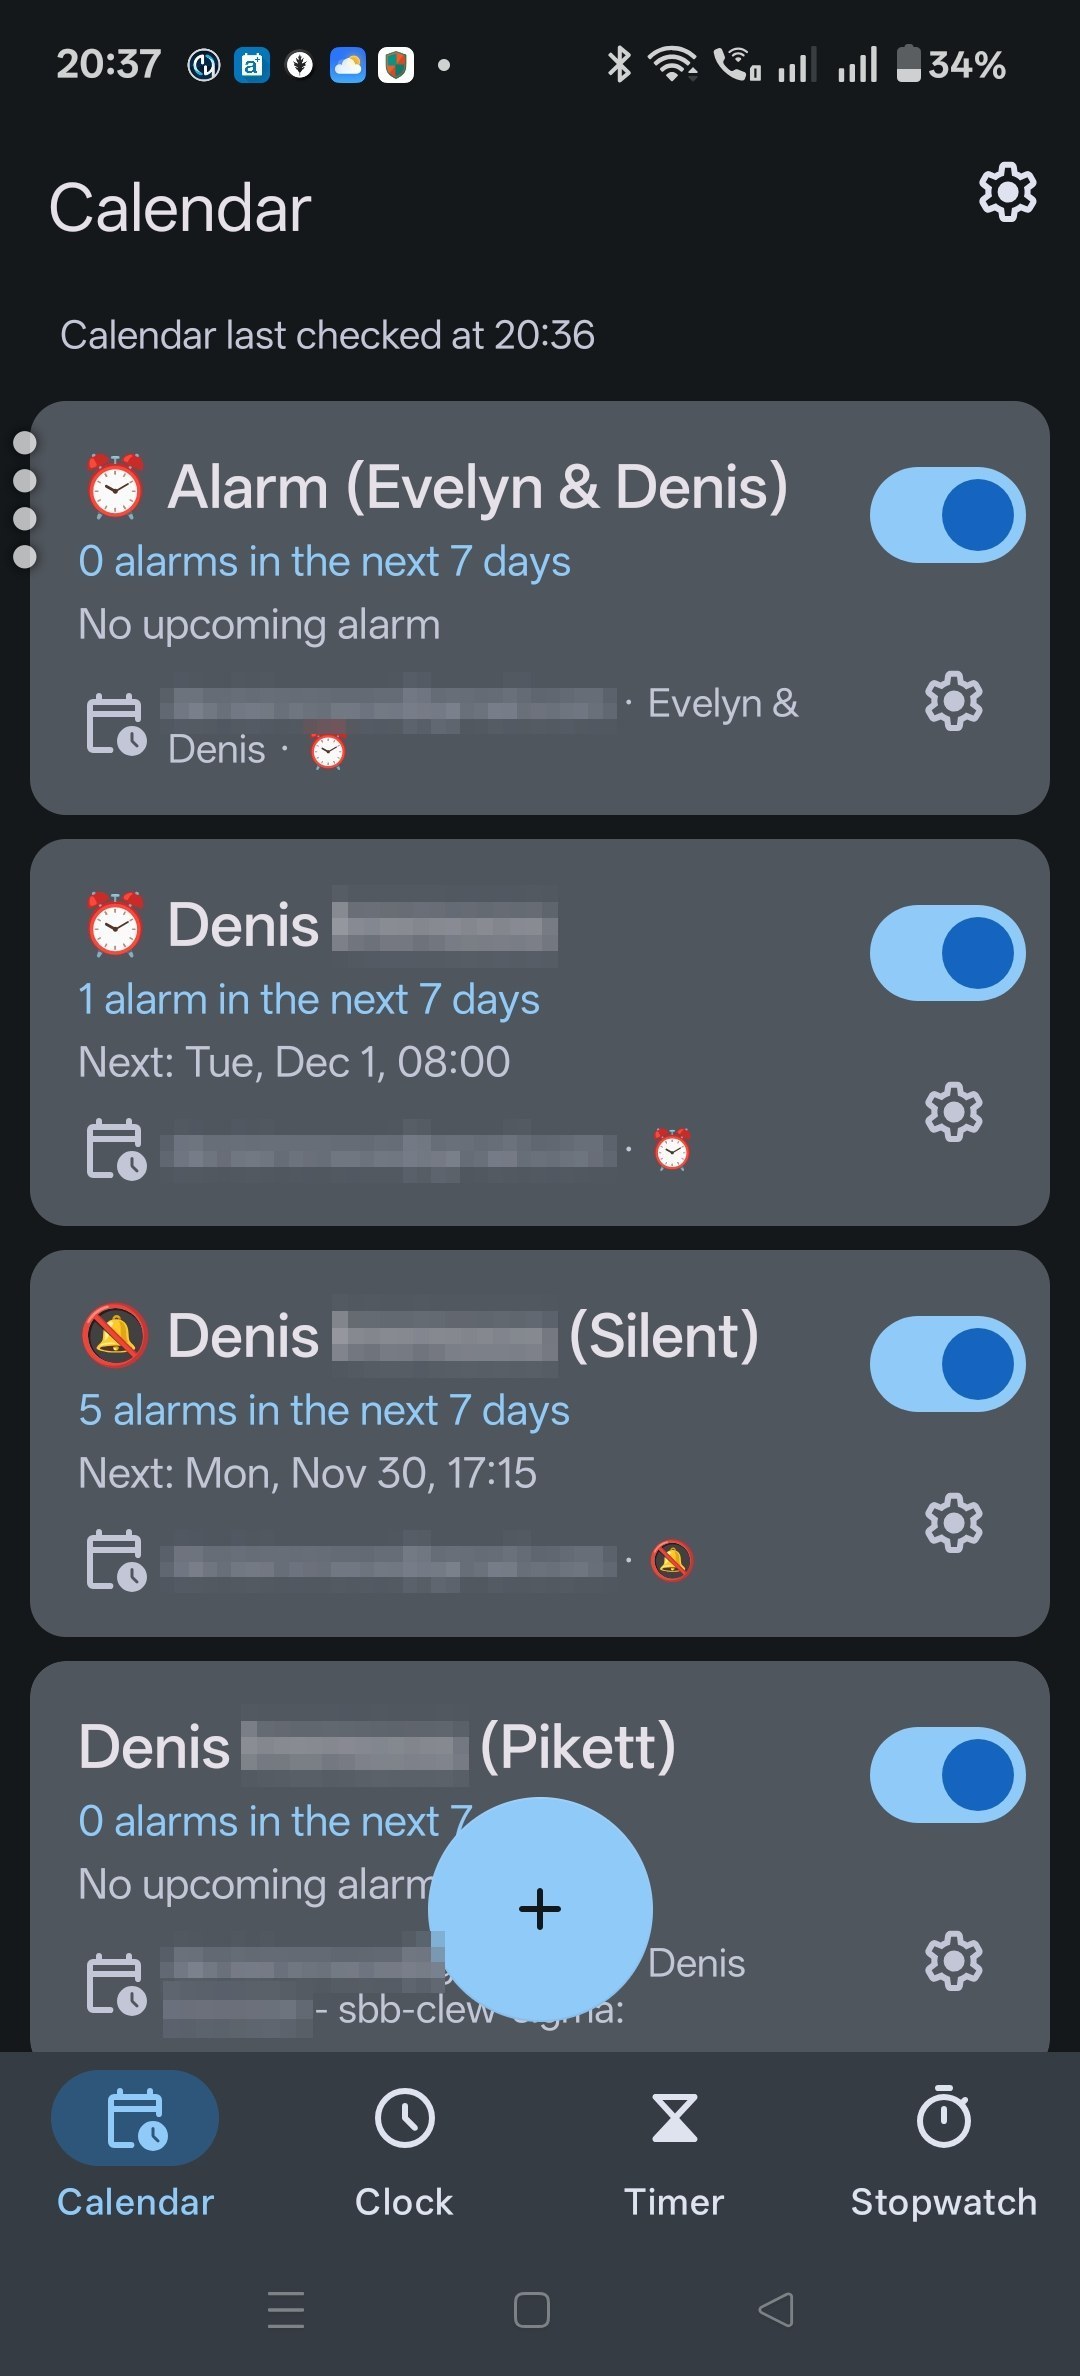 20:37
34%
Calendar
Calendar last checked at 20:36
Alarm (Evelyn & Denis)
0 alarms in the next 7 days
No upcoming alarm
· Evelyn &
Denis ·
Denis
1 alarm in the next 7 days
Next: Tue, Dec 1, 08:00
Denis (Silent)
5 alarms in the next 7 days
Next: Mon, Nov 30, 17:15
Denis (Pikett)
0 alarms in the next 7
No upcoming alarm
Denis
- sbb-clew
Calendar
Clock
Timer
Stopwatch